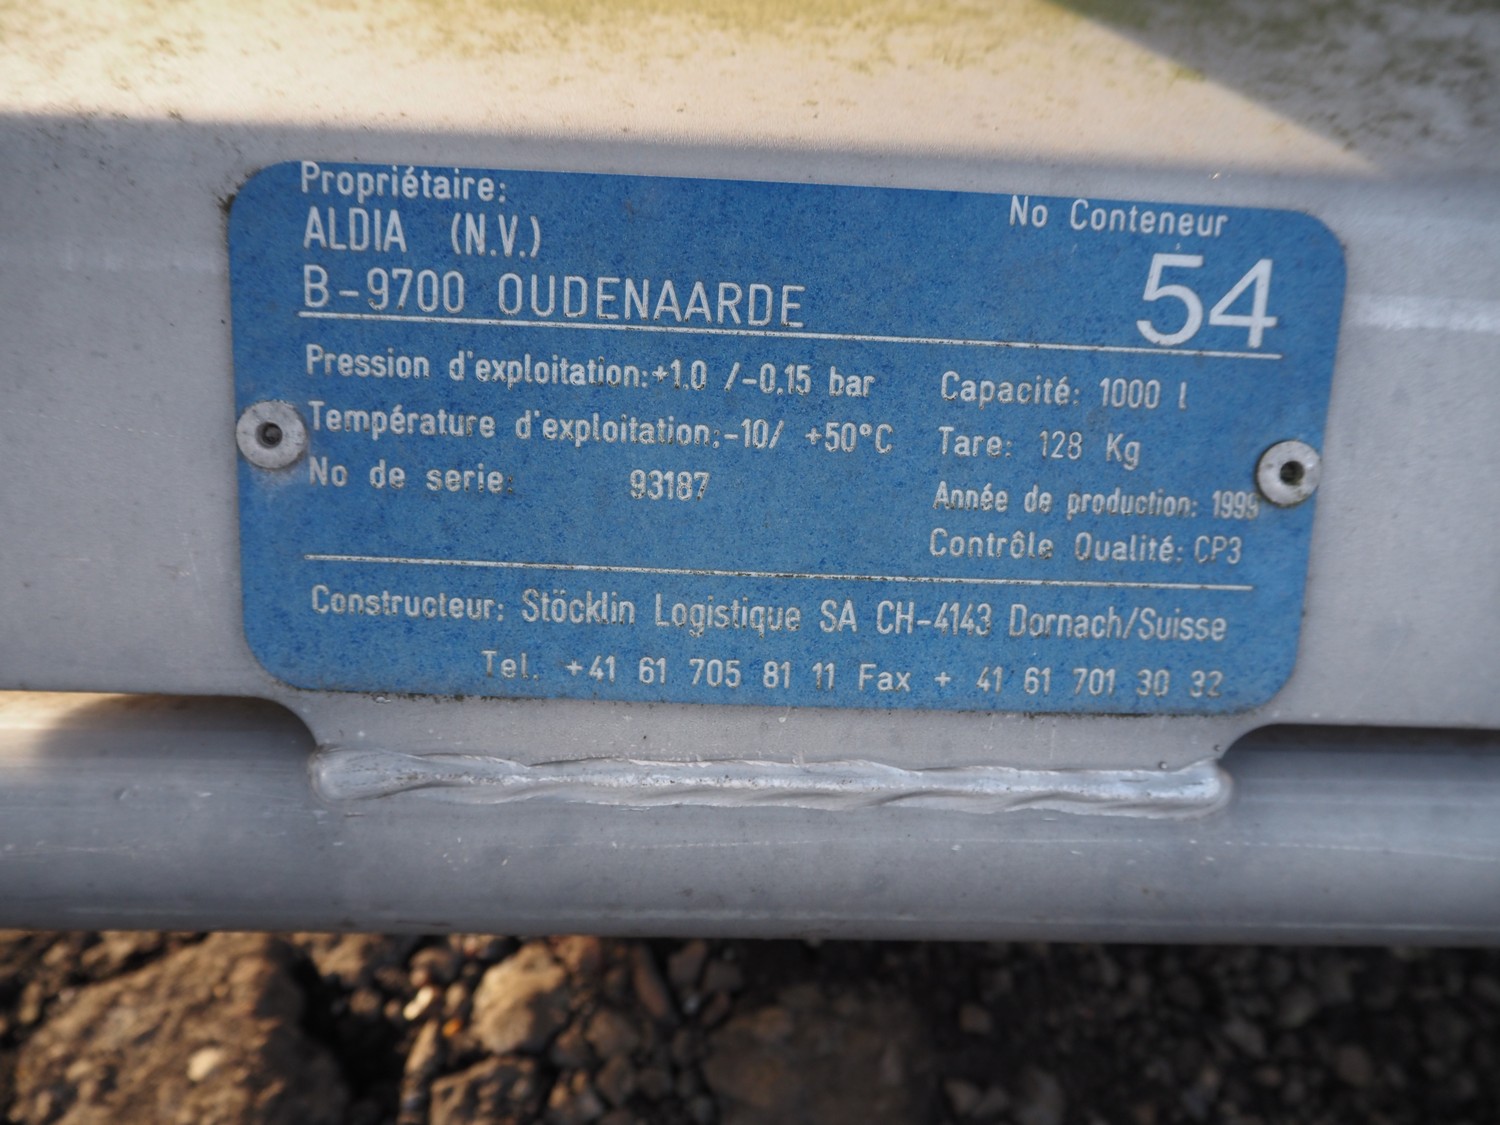 Propriétaire:
ALDIA (N.V.)
B-9700 OUDENAARDE
No Conteneur
54
Pression d'exploitation:+1.0 /-0.15 bar
Température d'exploitation:-10/ +50°C
No de serie: 93187
Capacité: 1000 l
Tare: 128 Kg
Année de production: 1999
Contrôle Qualité: CP3
Constructeur: Stöcklin Logistique SA CH-4143 Dornach/Suisse
Tel. +41 61 705 81 11 Fax + 41 61 701 30 32